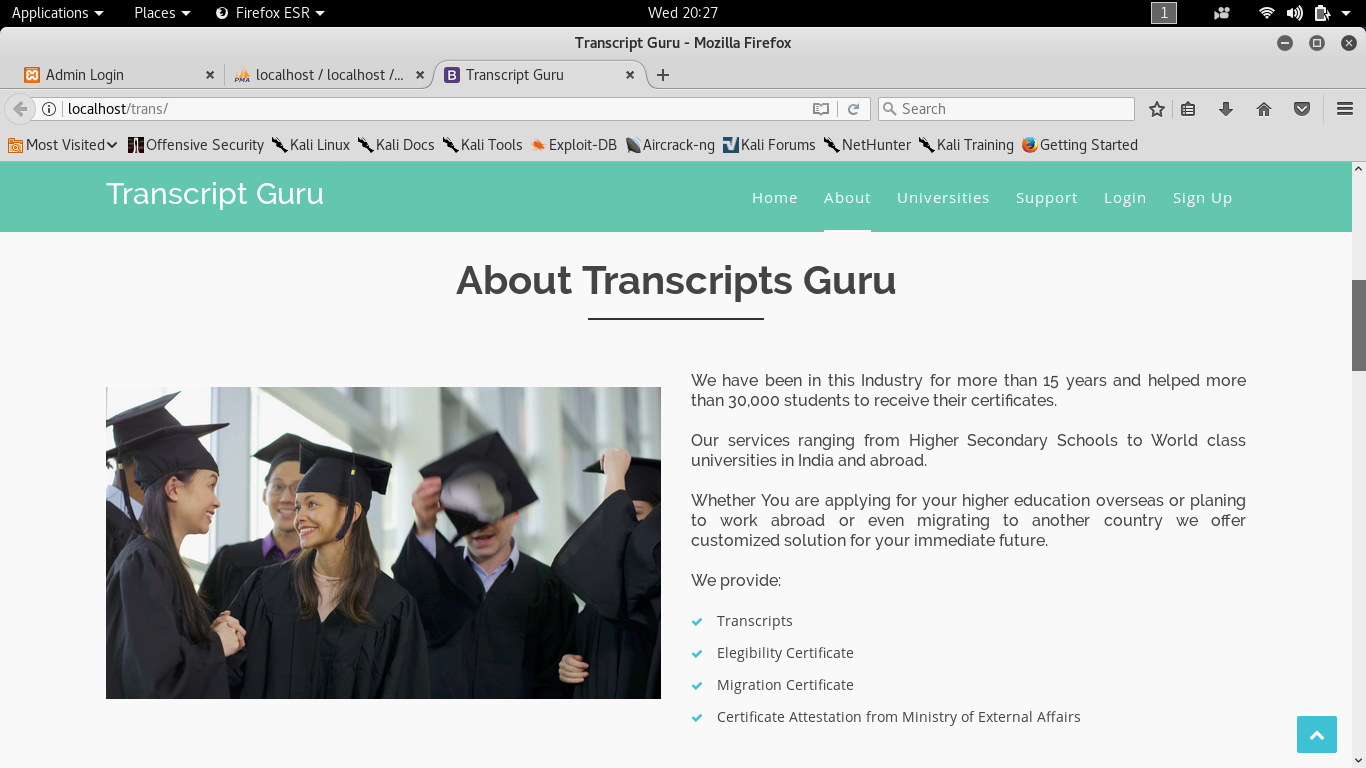 Applications Places Firefox ESR Wed 20:27 1
Transcript Guru - Mozilla Firefox
Admin Login localhost / localhost /... Transcript Guru
localhost/trans/ Search
Most Visited Offensive Security Kali Linux Kali Docs Kali Tools Exploit-DB Aircrack-ng Kali Forums NetHunter Kali Training Getting Started
Transcript Guru Home About Universities Support Login Sign Up
About Transcripts Guru
We have been in this Industry for more than 15 years and helped more
than 30,000 students to receive their certificates.
Our services ranging from Higher Secondary Schools to World class
universities in India and abroad.
Whether You are applying for your higher education overseas or planing
to work abroad or even migrating to another country we offer
customized solution for your immediate future.
We provide:
Transcripts
Elegibility Certificate
Migration Certificate
Certificate Attestation from Ministry of External Affairs